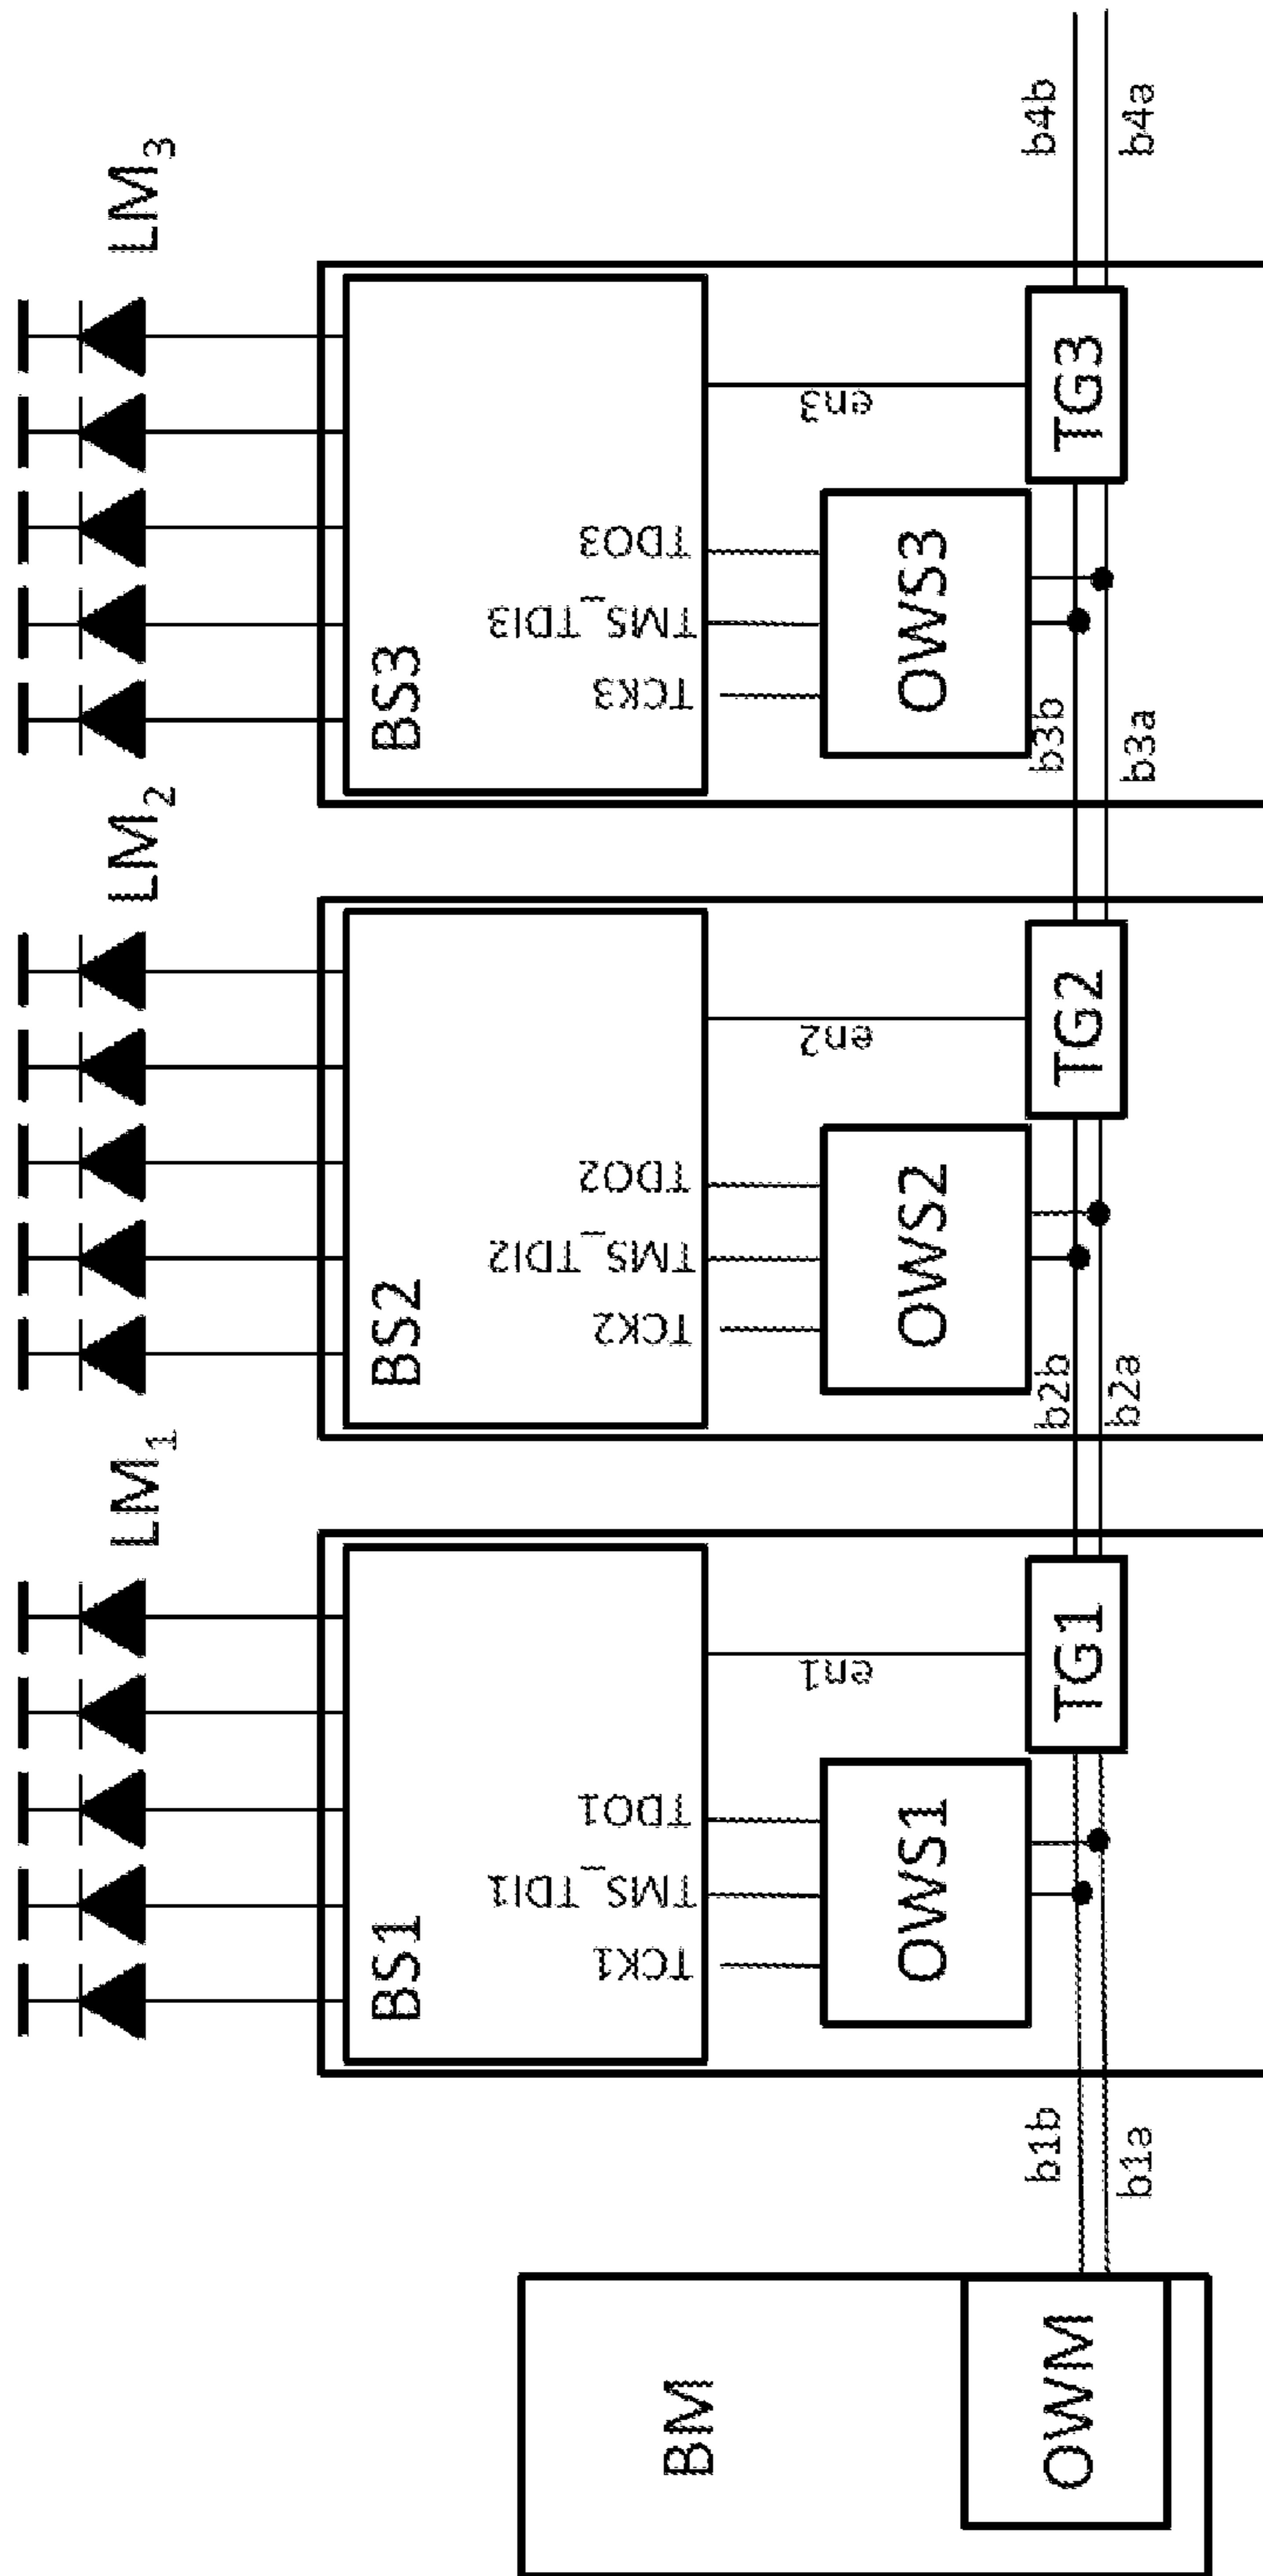 LM1
LM2
LM3
BS1
TCK1
TMS_TDI1
TDO1
en1
OWS1
TG1
BS2
TCK2
TMS_TDI2
TDO2
en2
OWS2
TG2
BS3
TCK3
TMS_TDI3
TDO3
en3
OWS3
TG3
BM
OWM
b1b
b1a
b2b
b2a
b3b
b3a
b4b
b4a